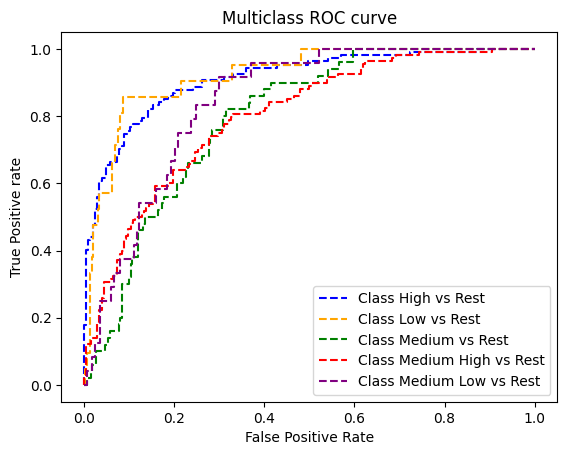 Multiclass ROC curve
True Positive rate
1.0
0.8
0.6
0.4
0.2
0.0
Class High vs Rest
Class Low vs Rest
Class Medium vs Rest
Class Medium High vs Rest
Class Medium Low vs Rest
0.0 0.2 0.4 0.6 0.8 1.0
False Positive Rate